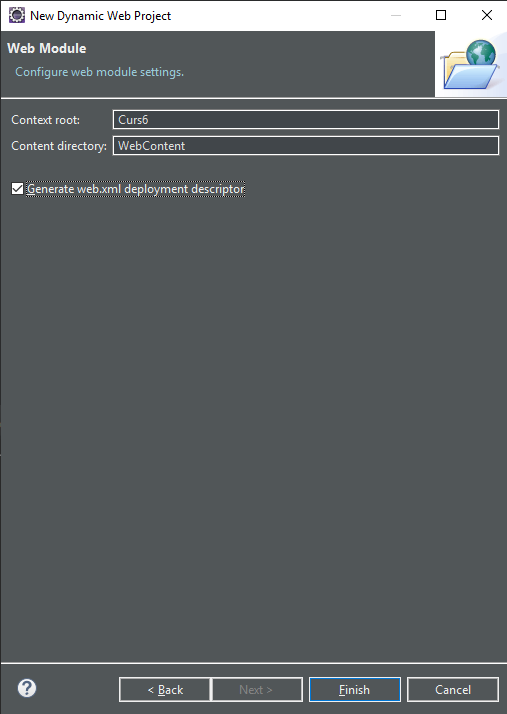 New Dynamic Web Project
Web Module
Configure web module settings.
Context root: Curs6
Content directory: WebContent
Generate web.xml deployment descriptor
? < Back Next > Finish Cancel